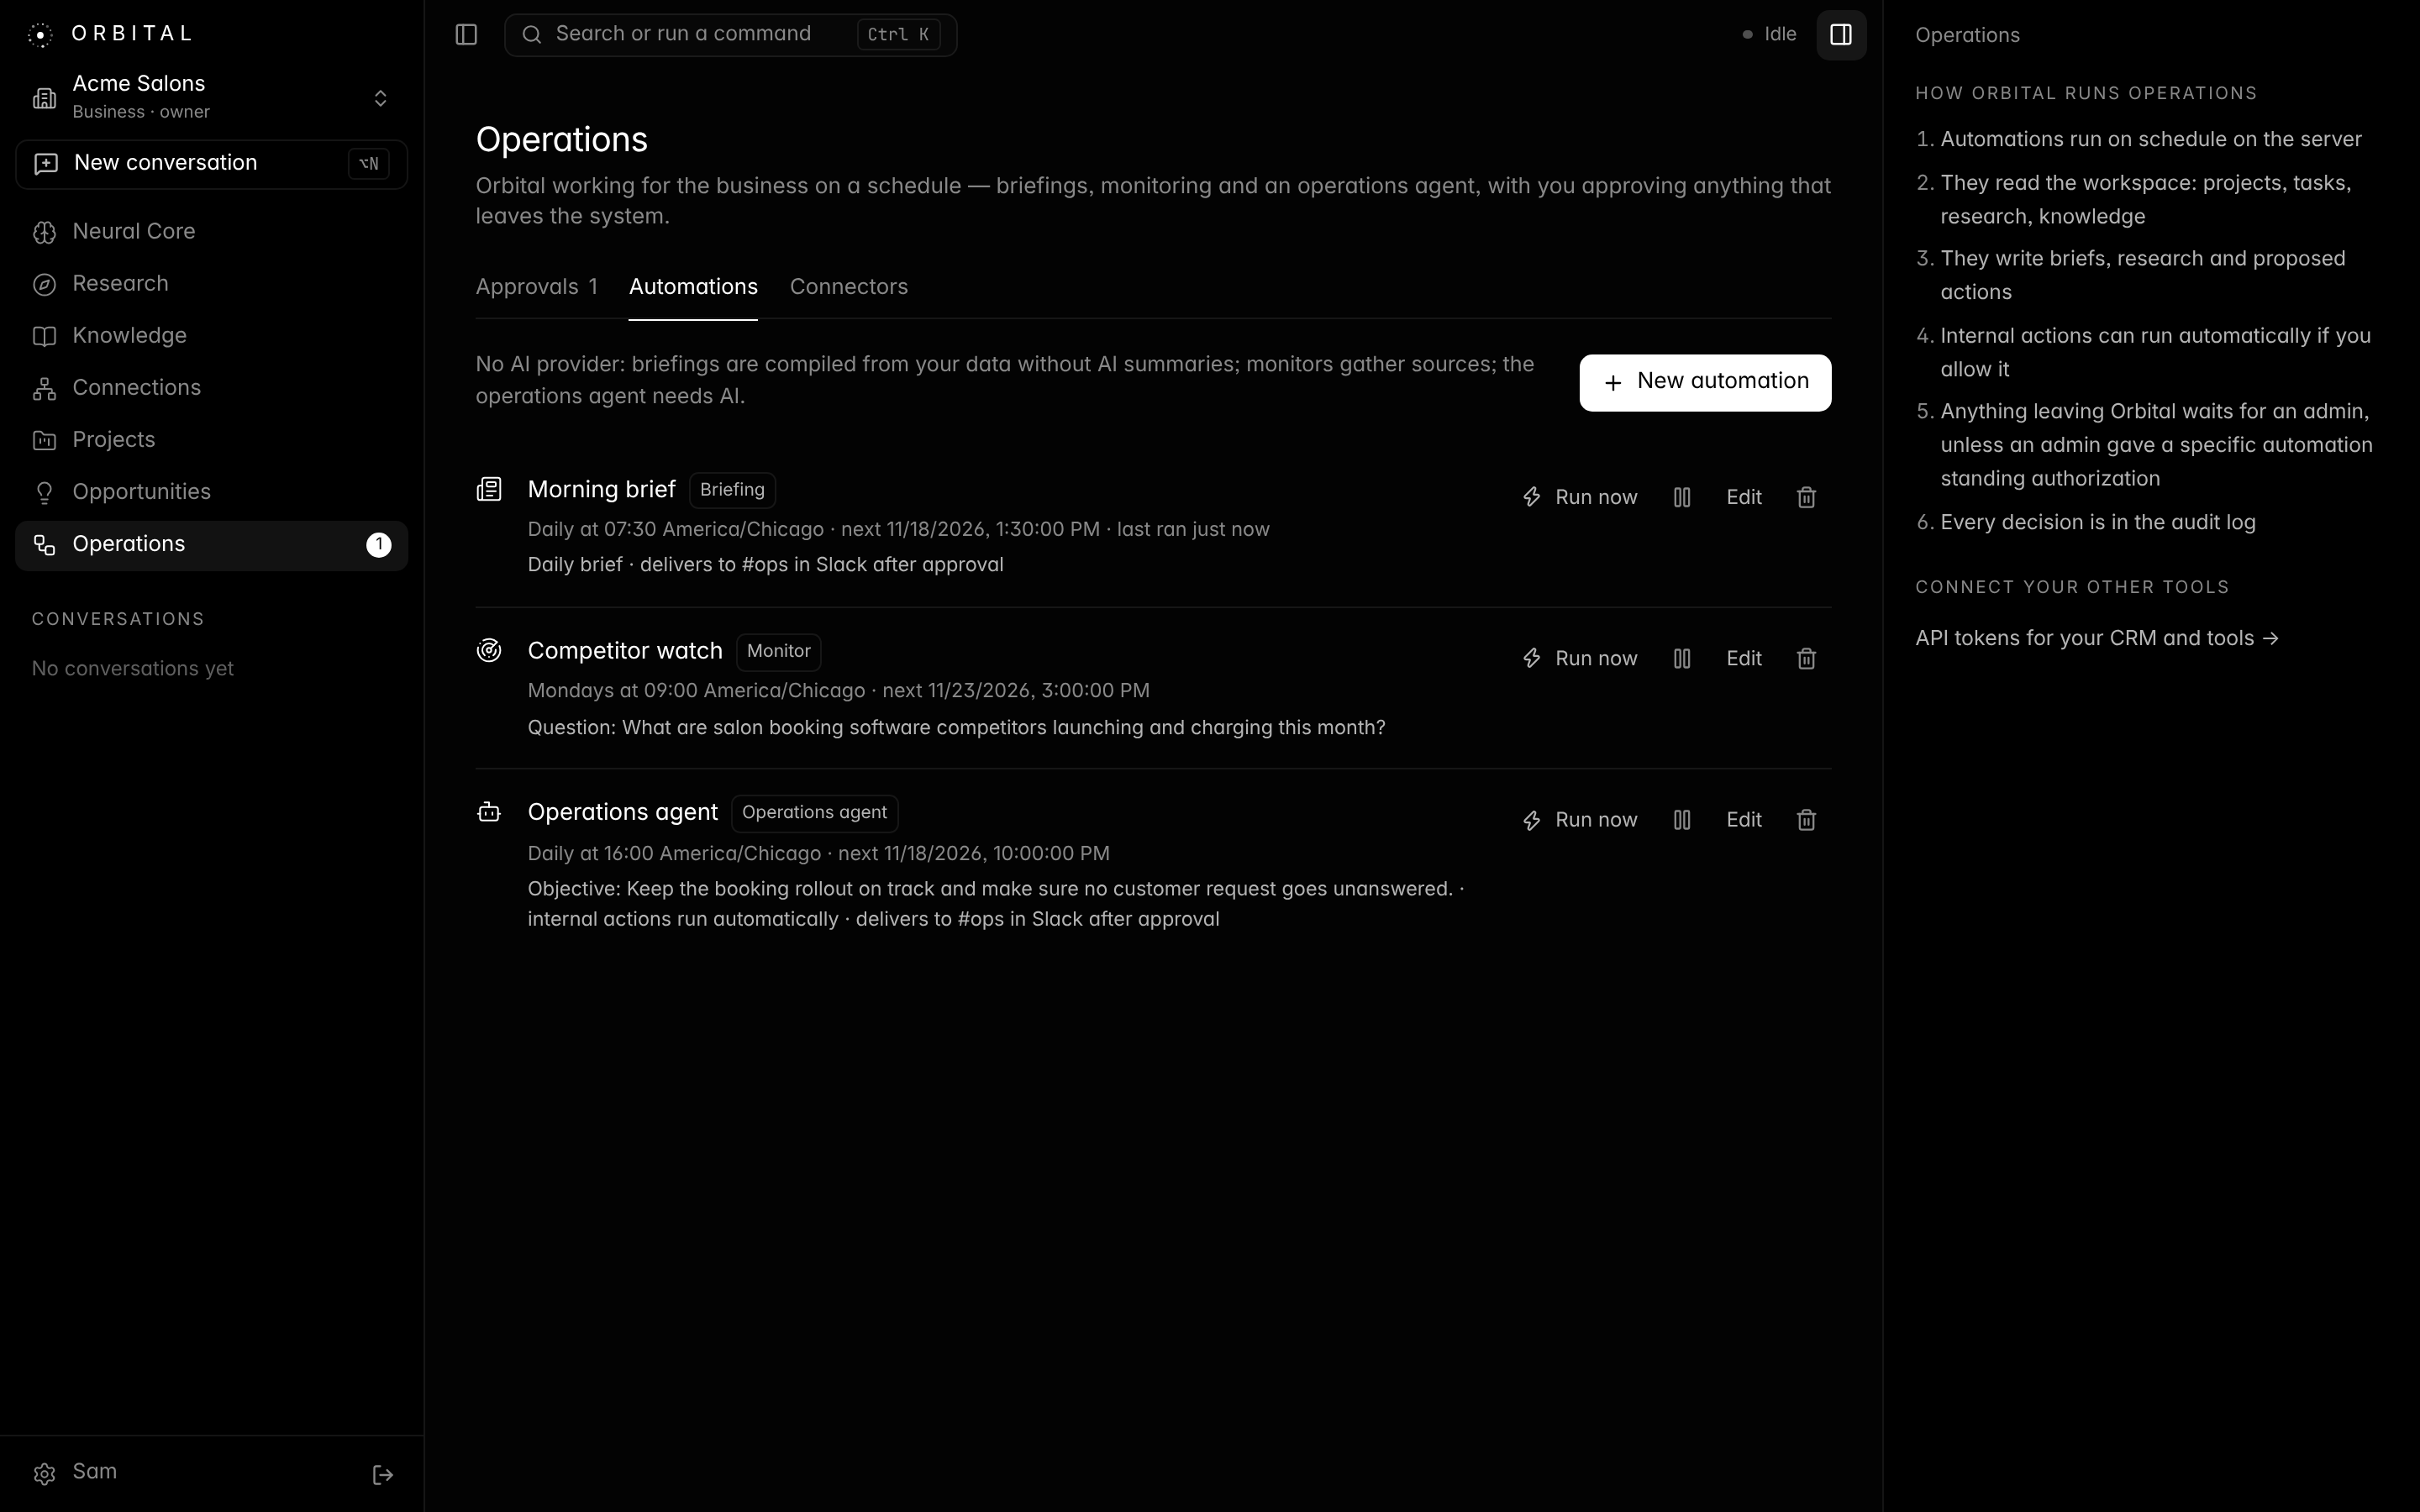 ORBITAL
Acme Salons
Business · owner
New conversation ⌥N
Neural Core
Research
Knowledge
Connections
Projects
Opportunities
Operations 1
CONVERSATIONS
No conversations yet
Sam
Search or run a command Ctrl K
Idle
Operations
Orbital working for the business on a schedule — briefings, monitoring and an operations agent, with you approving anything that
leaves the system.
Approvals 1 Automations Connectors
No AI provider: briefings are compiled from your data without AI summaries; monitors gather sources; the
operations agent needs AI.
New automation
Morning brief Briefing
Run now Edit
Daily at 07:30 America/Chicago · next 11/18/2026, 1:30:00 PM · last ran just now
Daily brief · delivers to #ops in Slack after approval
Competitor watch Monitor
Run now Edit
Mondays at 09:00 America/Chicago · next 11/23/2026, 3:00:00 PM
Question: What are salon booking software competitors launching and charging this month?
Operations agent Operations agent
Run now Edit
Daily at 16:00 America/Chicago · next 11/18/2026, 10:00:00 PM
Objective: Keep the booking rollout on track and make sure no customer request goes unanswered. ·
internal actions run automatically · delivers to #ops in Slack after approval
Operations
HOW ORBITAL RUNS OPERATIONS
1. Automations run on schedule on the server
2. They read the workspace: projects, tasks,
research, knowledge
3. They write briefs, research and proposed
actions
4. Internal actions can run automatically if you
allow it
5. Anything leaving Orbital waits for an admin,
unless an admin gave a specific automation
standing authorization
6. Every decision is in the audit log
CONNECT YOUR OTHER TOOLS
API tokens for your CRM and tools →